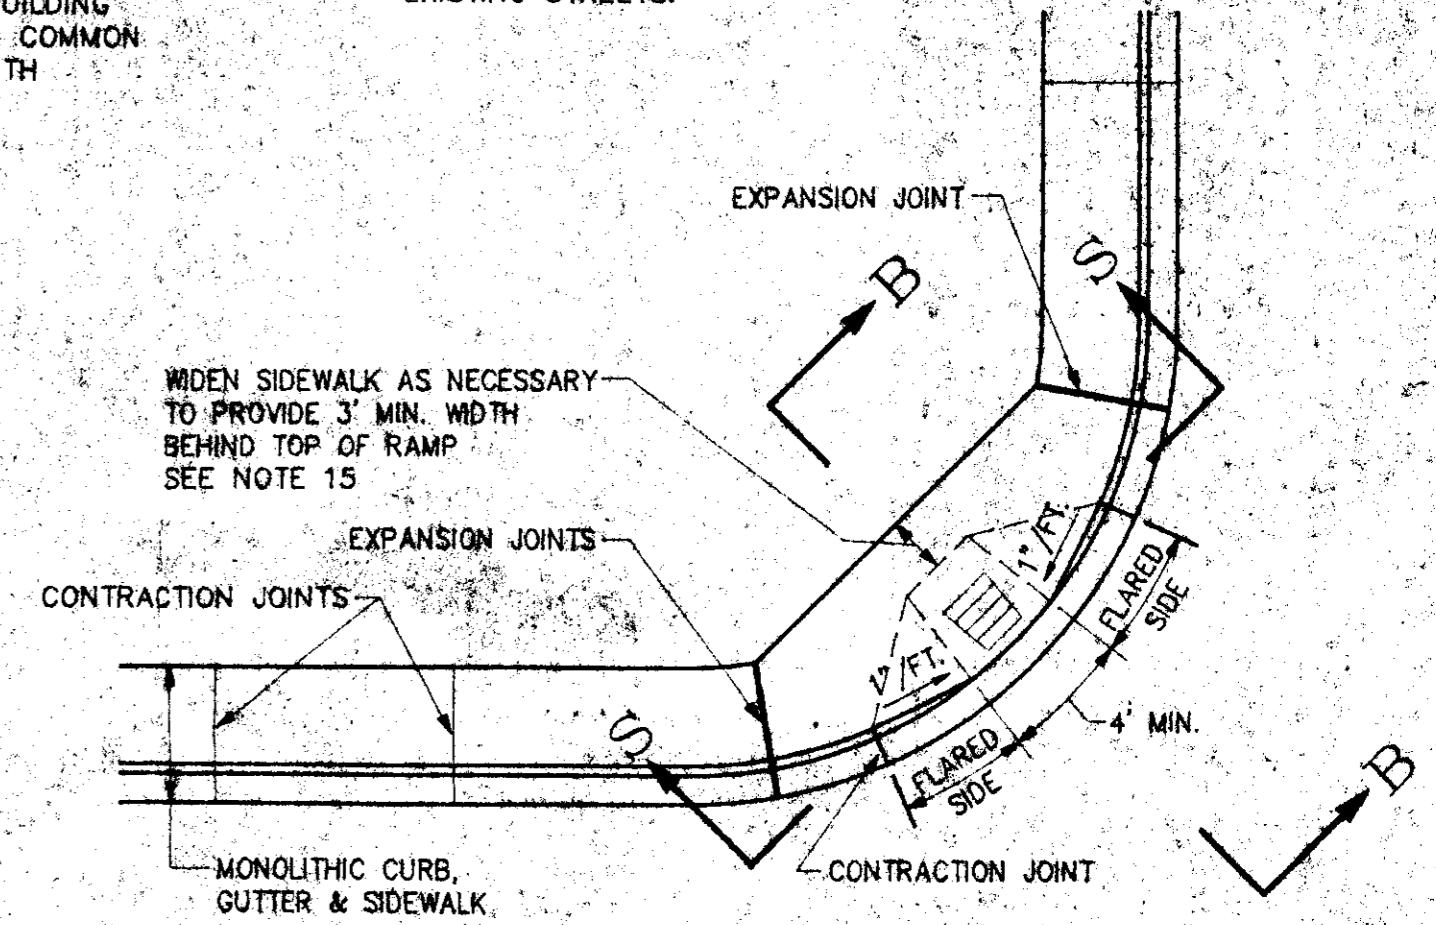 COMMON
TH
EXPANSION JOINT
S
B
WIDEN SIDEWALK AS NECESSARY
TO PROVIDE 3' MIN. WIDTH
BEHIND TOP OF RAMP
SEE NOTE 15
EXPANSION JOINTS
CONTRACTION JOINTS
1"/FT.
FLARED
SIDE
1"/FT.
S
4' MIN.
FLARED
SIDE
B
MONOLITHIC CURB,
GUTTER & SIDEWALK
CONTRACTION JOINT